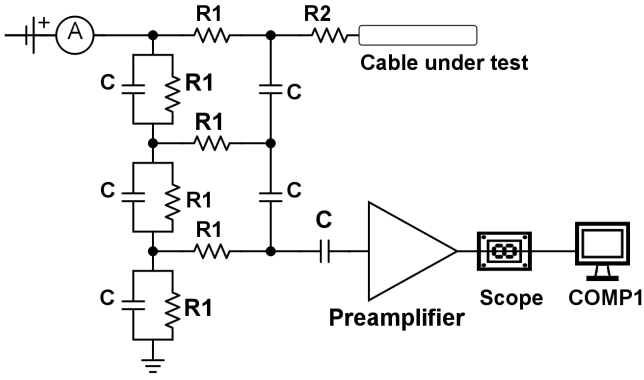 R1
R2
+
A
Cable under test
C
R1
C
R1
C
R1
C
R1
C
C
R1
Preamplifier
Scope
COMP1